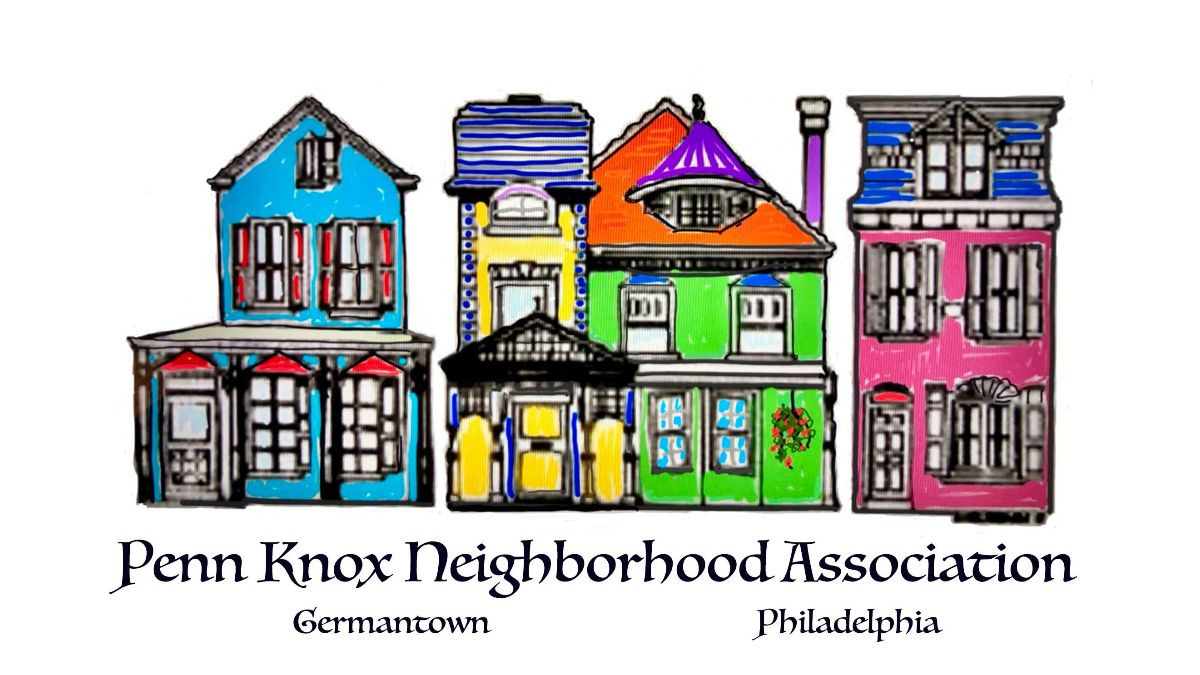 Penn Knox Neighborhood Association
Germantown Philadelphia